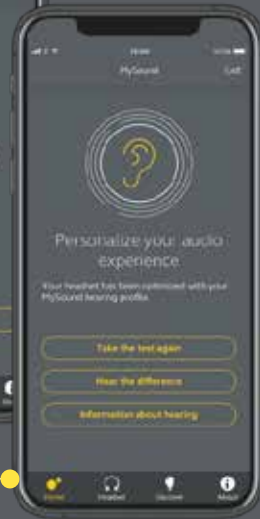 MySound
Personalize your audio
experience
Your headset has been optimized with your
MySound hearing profile.
Take the test again
Hear the difference
Information about hearing
Home
Headset
Discover
About